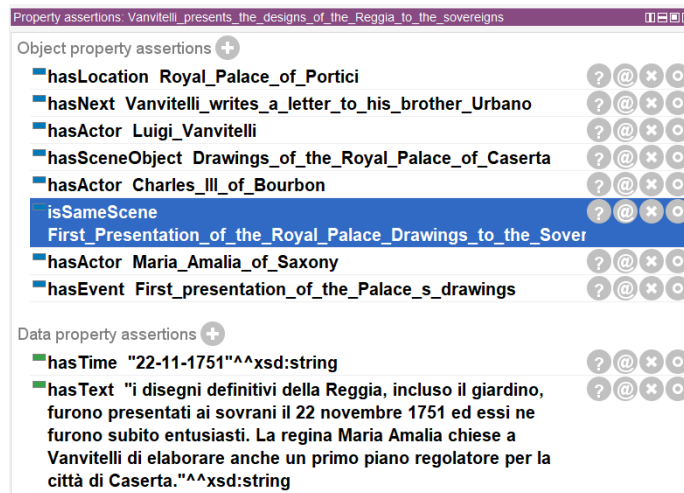 Property assertions: Vanvitelli_presents_the_designs_of_the_Reggia_to_the_sovereigns
Object property assertions
hasLocation Royal_Palace_of_Portici
hasNext Vanvitelli_writes_a_letter_to_his_brother_Urbano
hasActor Luigi_Vanvitelli
hasSceneObject Drawings_of_the_Royal_Palace_of_Caserta
hasActor Charles_III_of_Bourbon
isSameScene
First_Presentation_of_the_Royal_Palace_Drawings_to_the_Sover
hasActor Maria_Amalia_of_Saxony
hasEvent First_presentation_of_the_Palace_s_drawings
Data property assertions
hasTime "22-11-1751"^^xsd:string
hasText "i disegni definitivi della Reggia, incluso il giardino,
furono presentati ai sovrani il 22 novembre 1751 ed essi ne
furono subito entusiasti. La regina Maria Amalia chiese a
Vanvitelli di elaborare anche un primo piano regolatore per la
città di Caserta."^^xsd:string